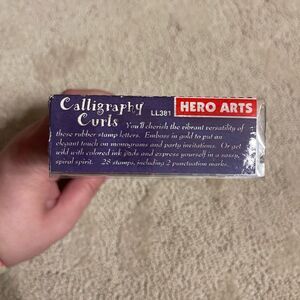 Calligraphy
Curls
LL381
HERO ARTS
You'll cherish the vibrant versatility of
these rubber stamp letters. Emboss in gold to put an
elegant touch on monograms and party invitations. Or get
wild with colored ink pads and express yourself in a sassy,
spiral spirit. 28 stamps, including 2 punctuation marks.